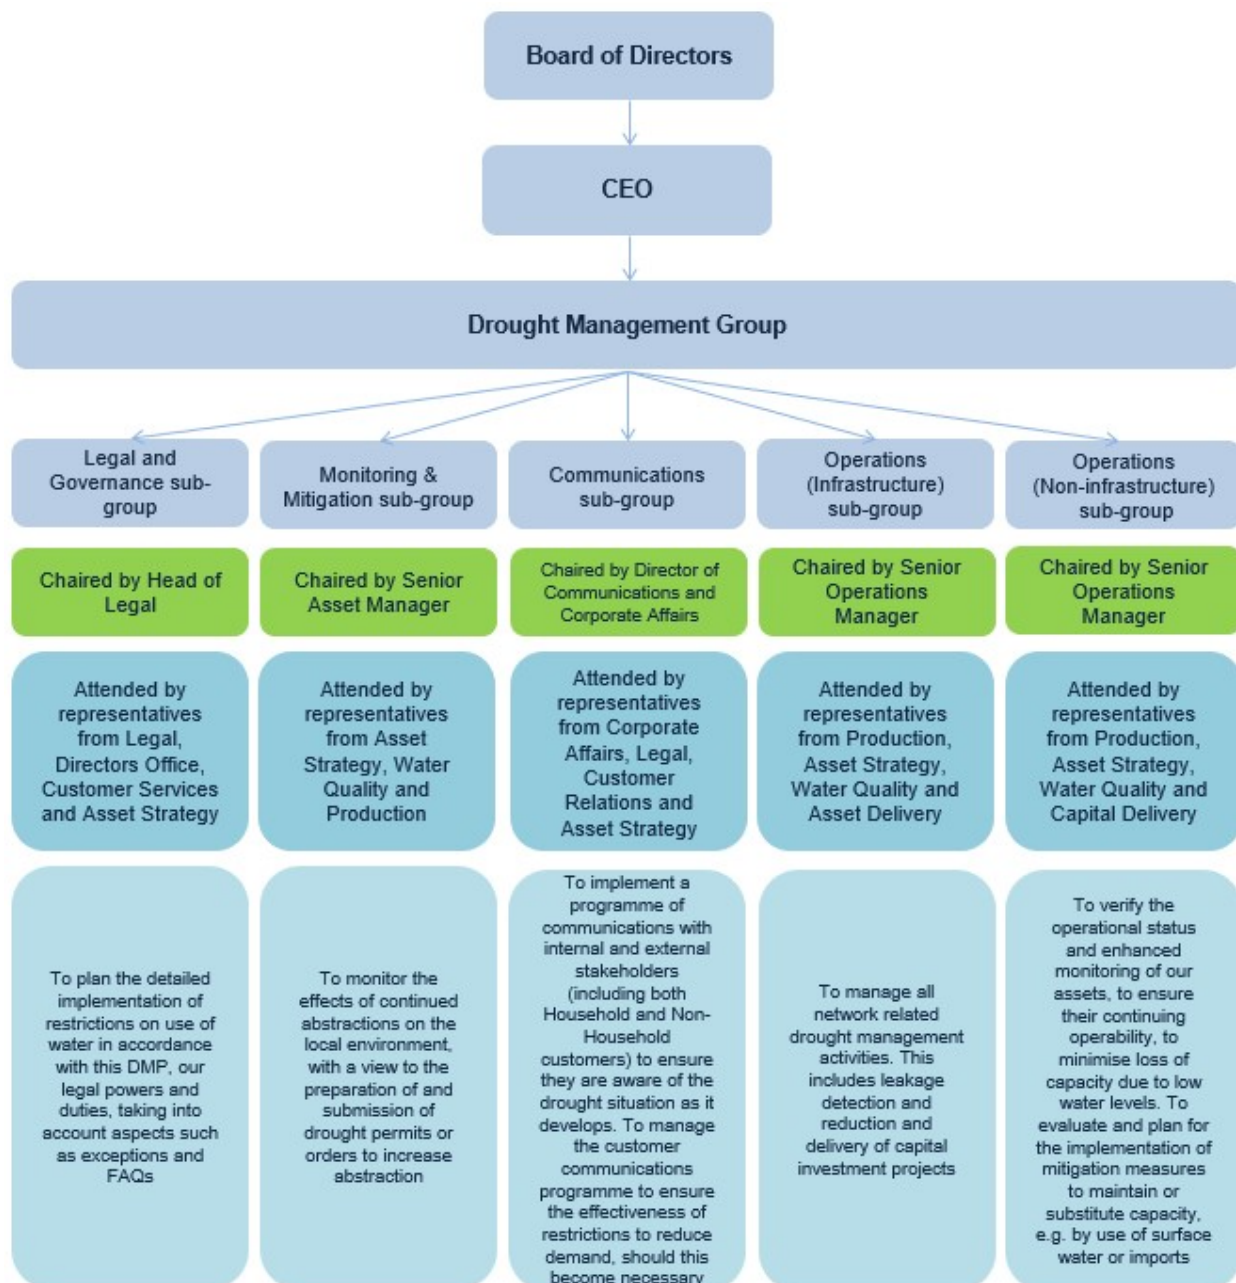 Board of Directors
CEO
Drought Management Group
Legal and
Governance sub-
group
Monitoring &
Mitigation sub-group
Communications
sub-group
Operations
(Infrastructure)
sub-group
Operations
(Non-infrastructure)
sub-group
Chaired by Head of
Legal
Chaired by Senior
Asset Manager
Chaired by Director of
Communications and
Corporate Affairs
Chaired by Senior
Operations
Manager
Chaired by Senior
Operations
Manager
Attended by
representatives
from Legal,
Directors Office,
Customer Services
and Asset Strategy
Attended by
representatives
from Asset
Strategy, Water
Quality and
Production
Attended by
representatives
from Corporate
Affairs, Legal,
Customer
Relations and
Asset Strategy
Attended by
representatives
from Production,
Asset Strategy,
Water Quality and
Asset Delivery
Attended by
representatives
from Production,
Asset Strategy,
Water Quality and
Capital Delivery
To plan the detailed
implementation of
restrictions on use of
water in accordance
with this DMP, our
legal powers and
duties, taking into
account aspects such
as exceptions and
FAQs
To monitor the
effects of continued
abstractions on the
local environment,
with a view to the
preparation of and
submission of
drought permits or
orders to increase
abstraction
To implement a
programme of
communications with
internal and external
stakeholders
(including both
Household and Non-
Household
customers) to ensure
they are aware of the
drought situation as it
develops. To manage
the customer
communications
programme to ensure
the effectiveness of
restrictions to reduce
demand, should this
become necessary
To manage all
network related
drought management
activities. This
includes leakage
detection and
reduction and
delivery of capital
investment projects
To verify the
operational status
and enhanced
monitoring of our
assets, to ensure
their continuing
operability, to
minimise loss of
capacity due to low
water levels. To
evaluate and plan for
the implementation of
mitigation measures
to maintain or
substitute capacity,
e.g. by use of surface
water or imports